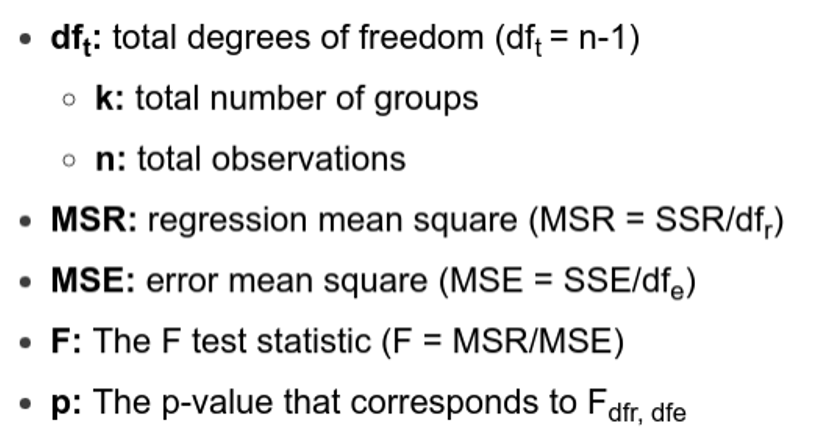 • df_t: total degrees of freedom (df_t = n-1)
○ k: total number of groups
○ n: total observations
• MSR: regression mean square (MSR = SSR/df_r)
• MSE: error mean square (MSE = SSE/df_e)
• F: The F test statistic (F = MSR/MSE)
• p: The p-value that corresponds to F_dfr, dfe